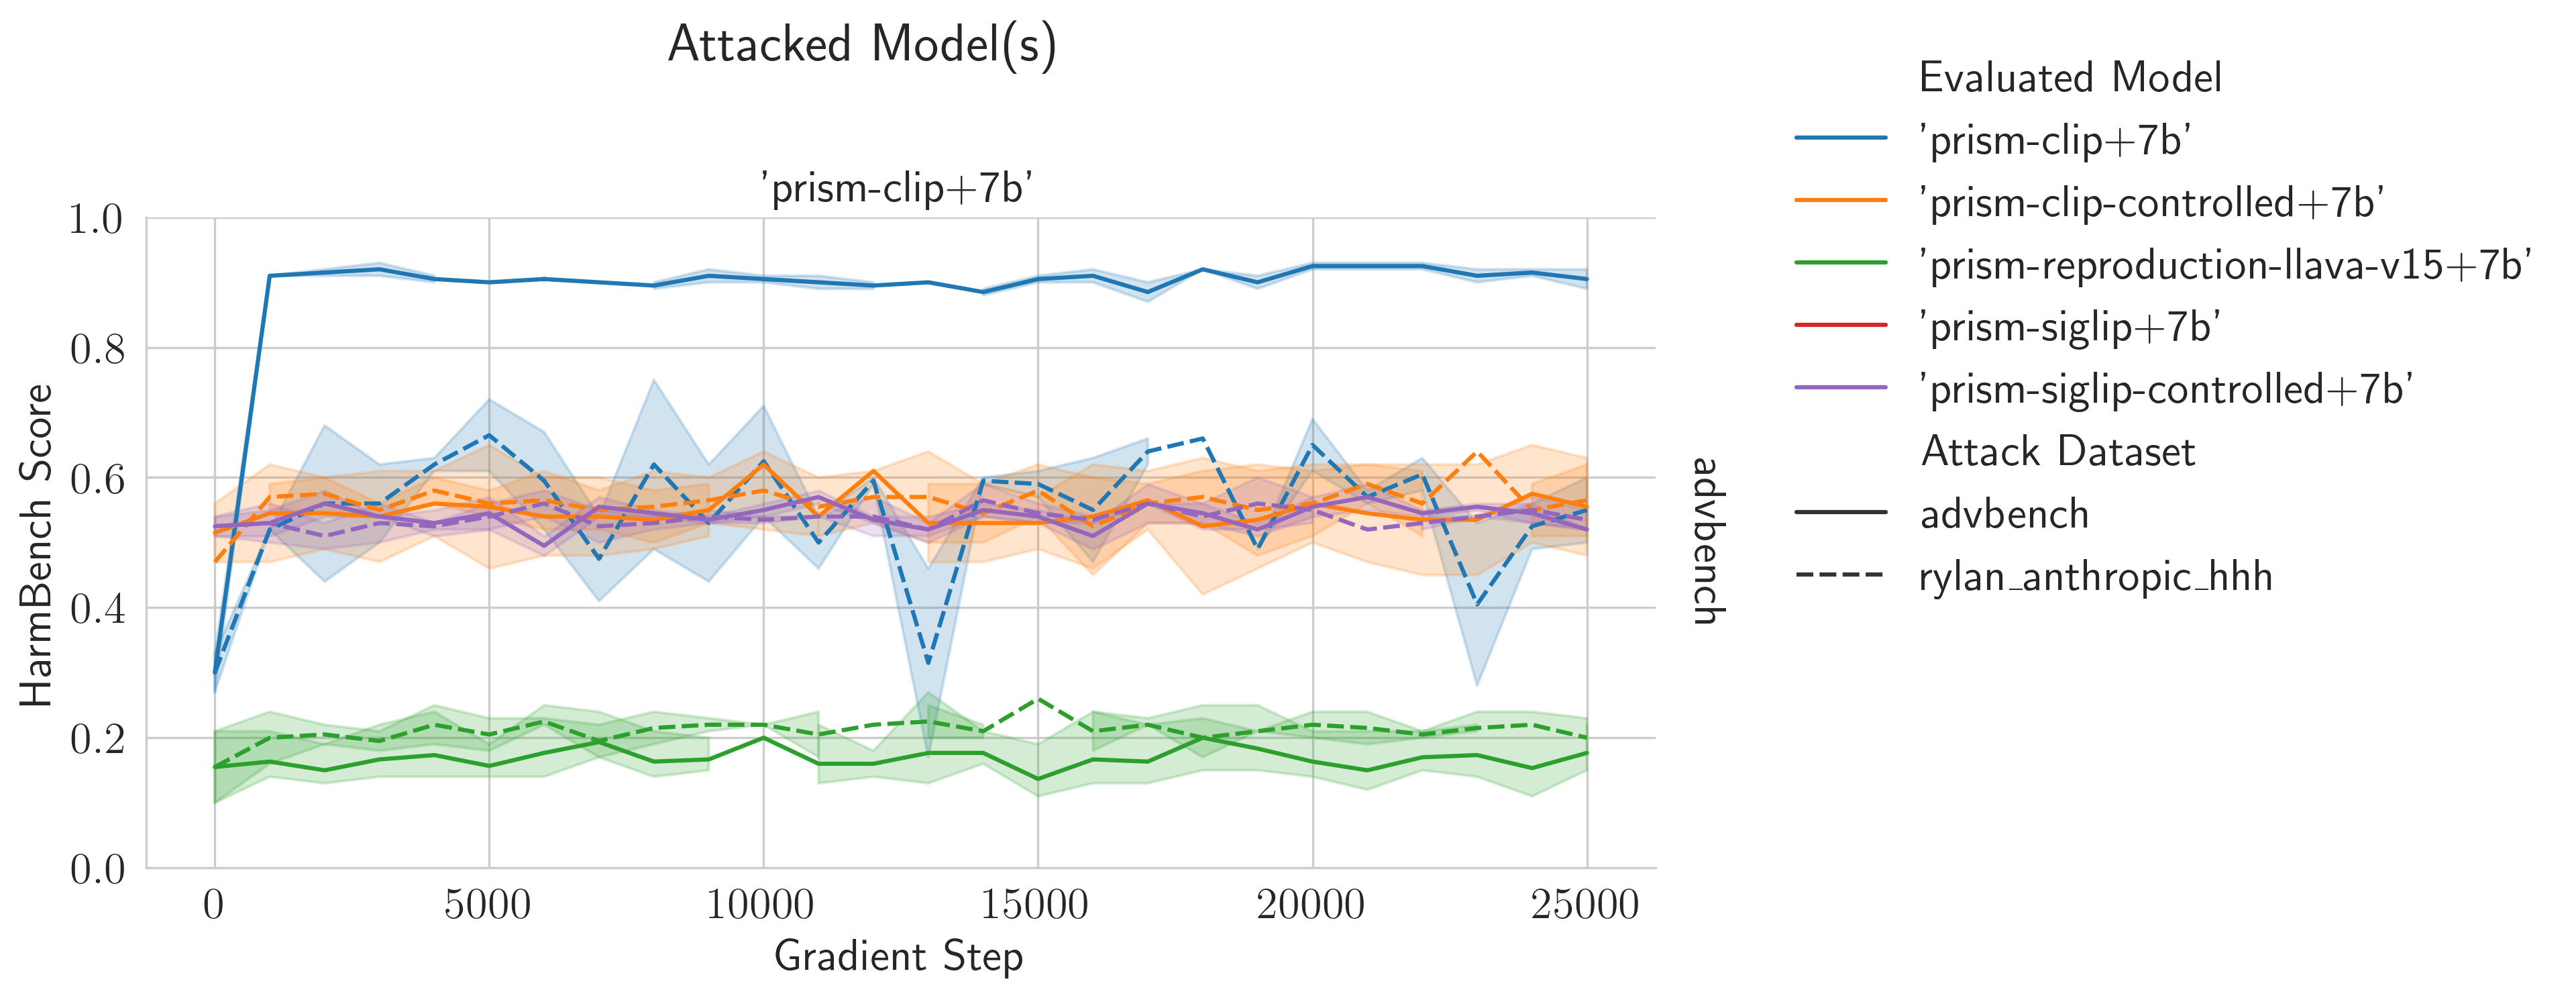 Attacked Model(s)
'prism-clip+7b'
HarmBench Score
1.0
0.8
0.6
0.4
0.2
0.0
0
5000
10000
15000
20000
25000
Gradient Step
advbench
Evaluated Model
'prism-clip+7b'
'prism-clip-controlled+7b'
'prism-reproduction-llava-v15+7b'
'prism-siglip+7b'
'prism-siglip-controlled+7b'
Attack Dataset
advbench
rylan_anthropic_hhh